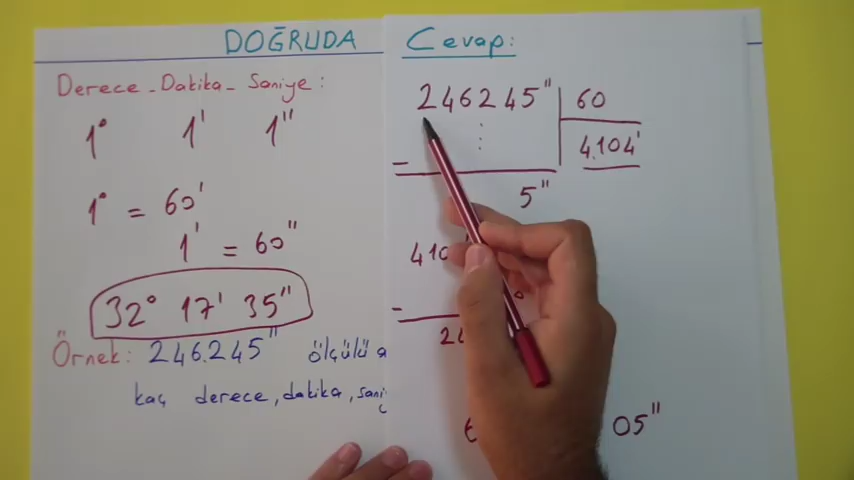 DOĞRUDA
Derece - Dakika - Saniye :
1° 1' 1"
1° = 60'
1' = 60"
32° 17' 35"
Örnek: 246.245" ölçülü
kaç derece, dakika,
Cevap:
246245" 60
4.104'
5"
05"